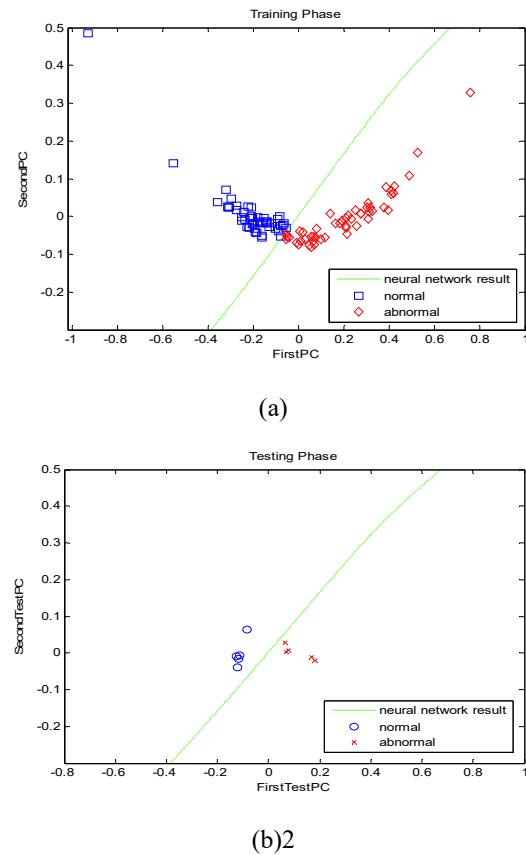 Training Phase
0.5
0.4
0.3
0.2
0.1
0
-0.1
-0.2
SecondPC
neural network result
normal
abnormal
-1 -0.8 -0.6 -0.4 -0.2 0 0.2 0.4 0.6 0.8 1
FirstPC
(a)
Testing Phase
0.5
0.4
0.3
0.2
0.1
0
-0.1
-0.2
SecondTestPC
neural network result
normal
abnormal
-0.8 -0.6 -0.4 -0.2 0 0.2 0.4 0.6 0.8 1
FirstTestPC
(b)2